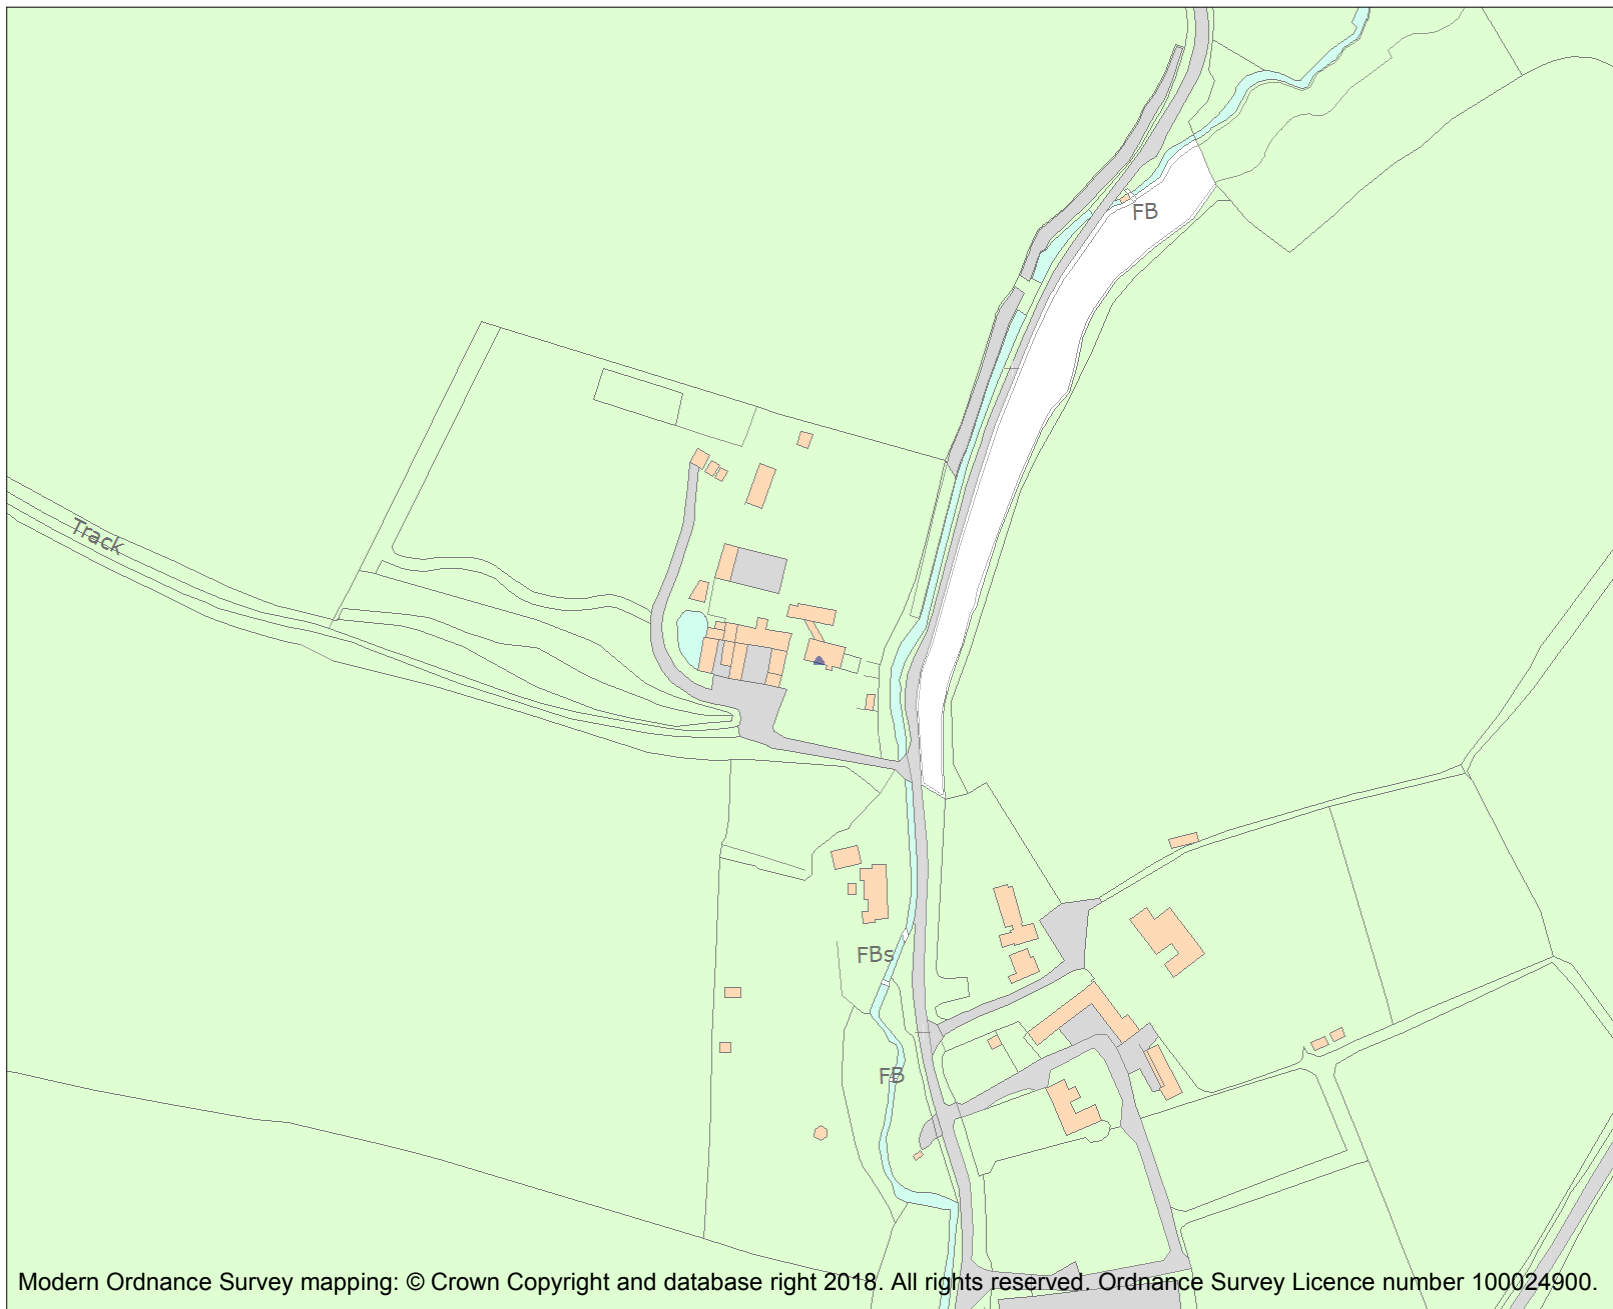 FB
Track
FBs
FB
Modern Ordnance Survey mapping: © Crown Copyright and database right 2018. All rights reserved. Ordnance Survey Licence number 100024900.